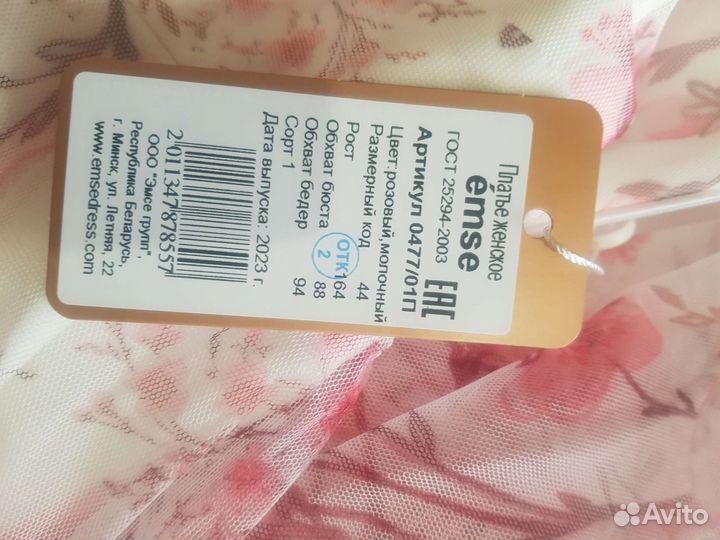 Платье женское
émse
ГОСТ 25294-2003
EAC
Артикул 0477/01П
Цвет.розовый,молочный
Размерный код 44
Рост 164
Обхват бюста 88
Обхват бедер 94
Сорт 1
ОТК
2
Дата выпуска: 2023 г.
2011347878557
ООО "Эмсе групп",
Республика Беларусь,
г. Минск, ул. Летняя, 22
www.emsedress.com
Avito